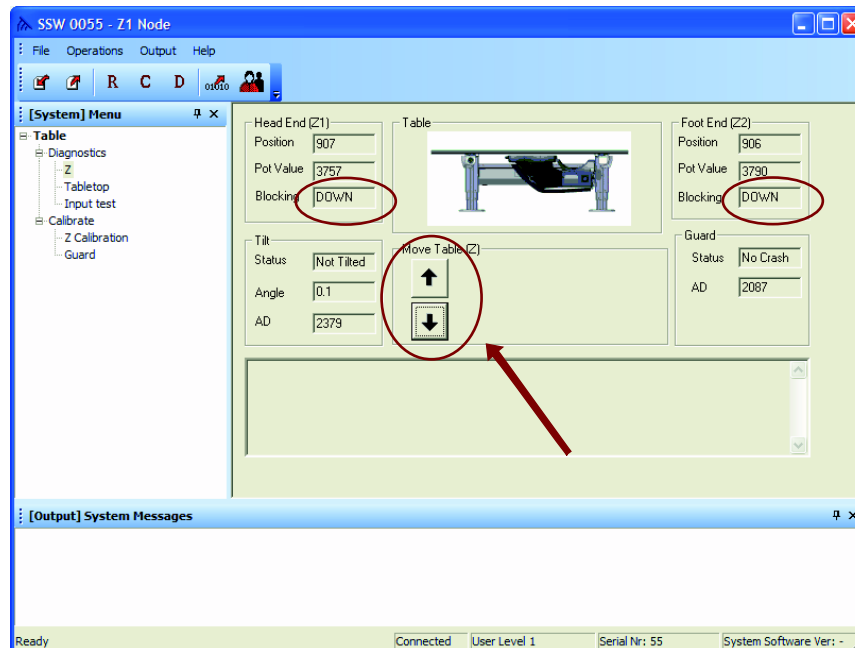 SSW 0055 - Z1 Node
File Operations Output Help
R C D 01010
[System] Menu
Table
Diagnostics
Z
Tabletop
Input test
Calibrate
Z Calibration
Guard
Head End (Z1)
Position 907
Pot Value 3757
Blocking DOWN
Table
Foot End (Z2)
Position 906
Pot Value 3790
Blocking DOWN
Tilt
Status Not Tilted
Angle 0.1
AD 2379
Move Table (Z)
Guard
Status No Crash
AD 2087
[Output] System Messages
Ready Connected User Level 1 Serial Nr: 55 System Software Ver: -